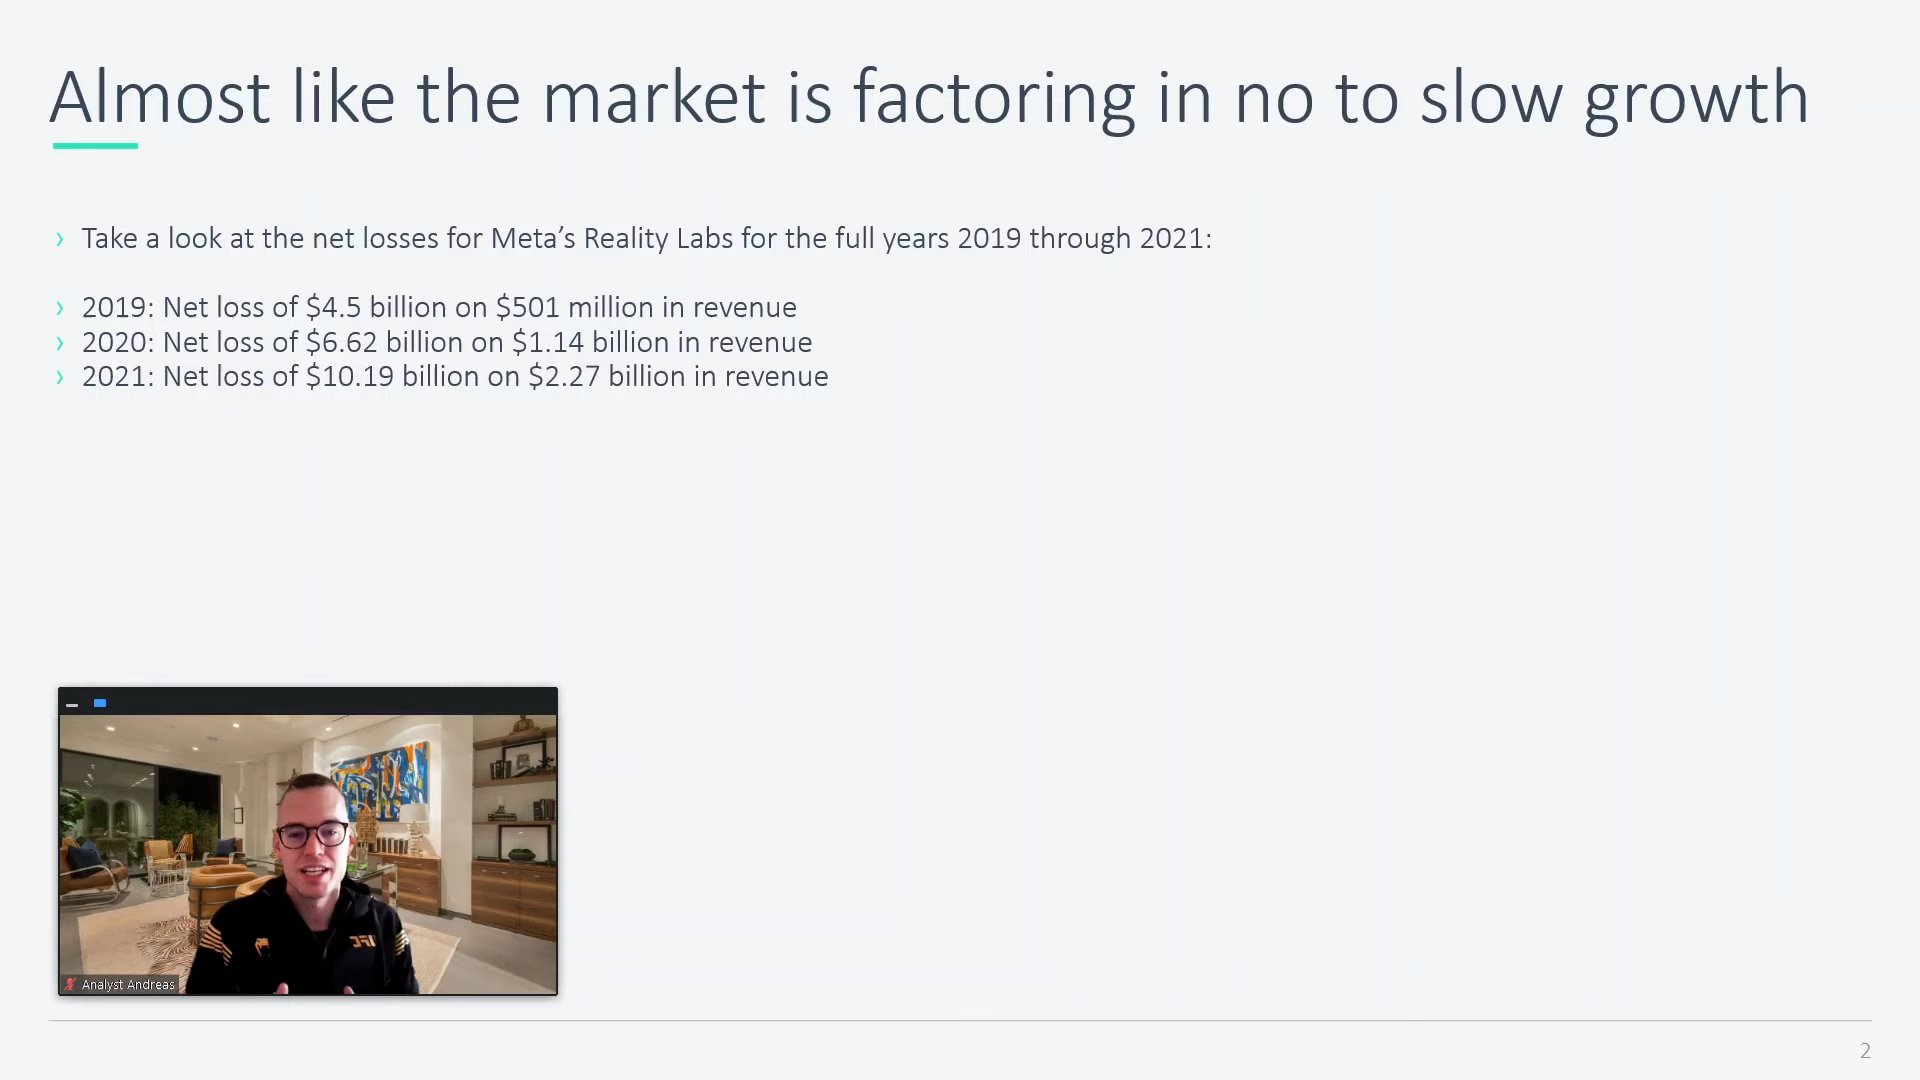 Almost like the market is factoring in no to slow growth
› Take a look at the net losses for Meta’s Reality Labs for the full years 2019 through 2021:
› 2019: Net loss of $4.5 billion on $501 million in revenue
› 2020: Net loss of $6.62 billion on $1.14 billion in revenue
› 2021: Net loss of $10.19 billion on $2.27 billion in revenue
Analyst Andreas
2